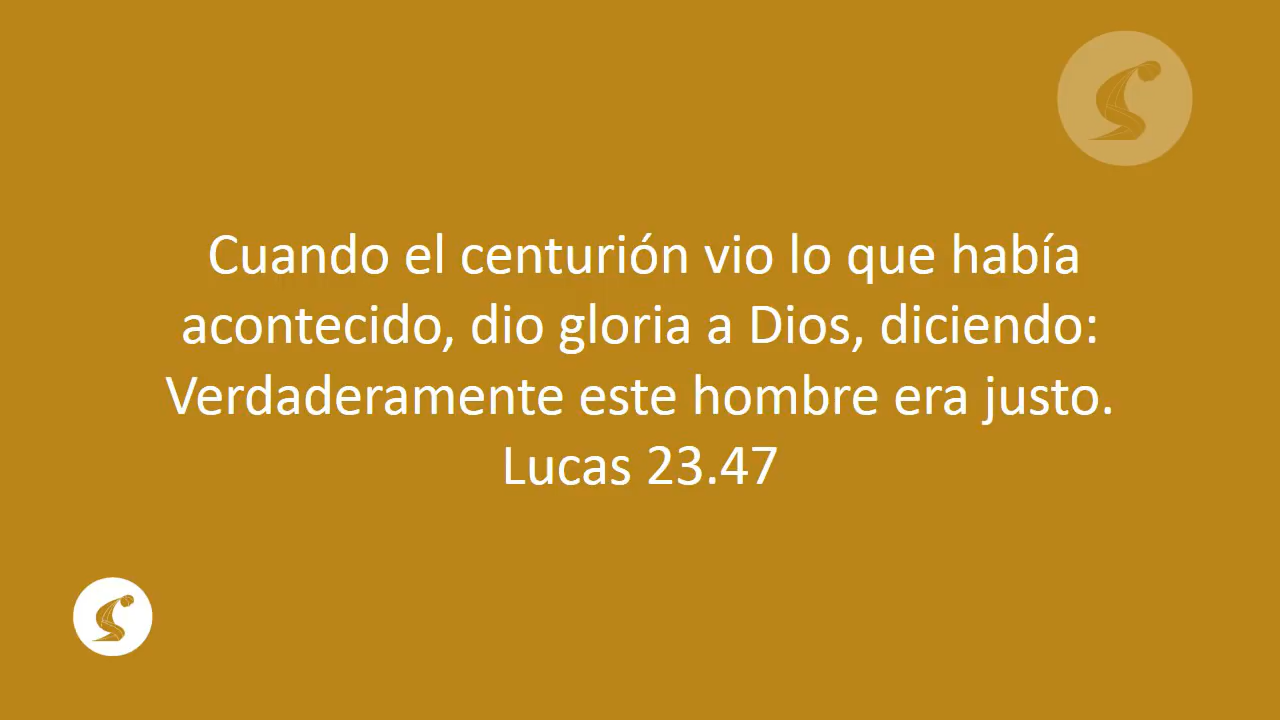 Cuando el centurión vio lo que había
acontecido, dio gloria a Dios, diciendo:
Verdaderamente este hombre era justo.
Lucas 23.47